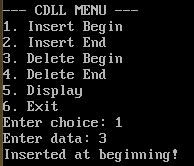 --- CDLL MENU ---
1. Insert Begin
2. Insert End
3. Delete Begin
4. Delete End
5. Display
6. Exit
Enter choice: 1
Enter data: 3
Inserted at beginning!